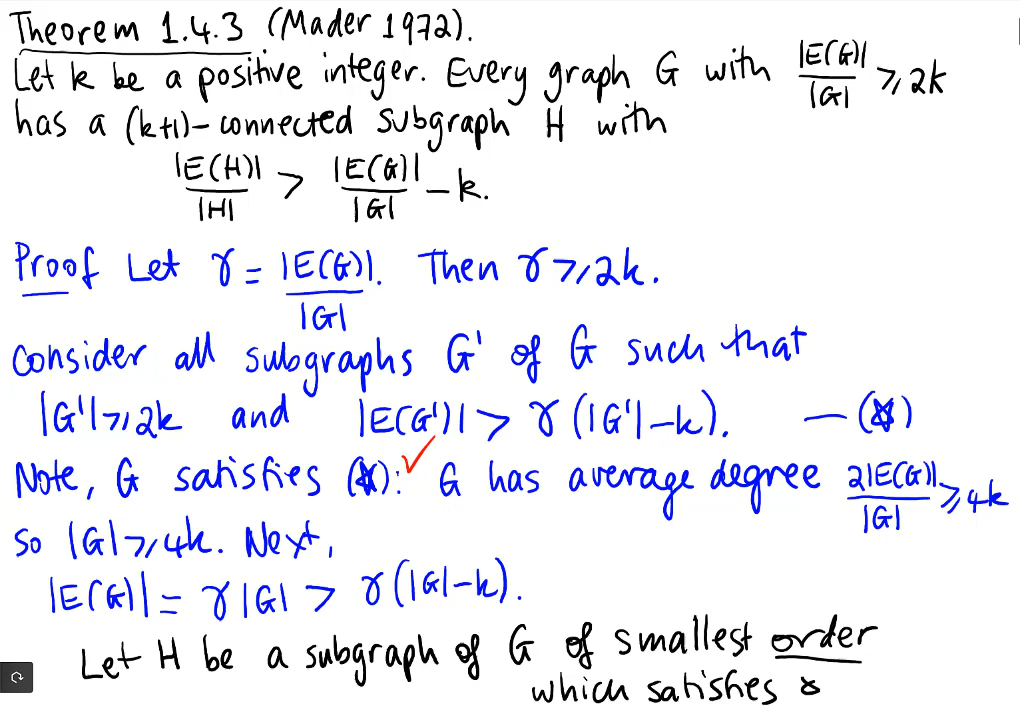 Theorem 1.4.3 (Mader 1972).
Let k be a positive integer. Every graph G with |E(G)|/|G| ⩾ 2k
has a (k+1)-connected subgraph H with
|E(H)|/|H| > |E(G)|/|G| − k.
Proof Let γ = |E(G)|/|G|. Then γ ⩾ 2k.
Consider all subgraphs G' of G such that
|G'| ⩾ 2k and |E(G')| > γ(|G'| − k). — (☆)
Note, G satisfies (☆): ✓ G has average degree 2|E(G)|/|G| ⩾ 4k
so |G| ⩾ 4k. Next,
|E(G)| = γ|G| > γ(|G| − k).
Let H be a subgraph of G of smallest order
which satisfies ☆